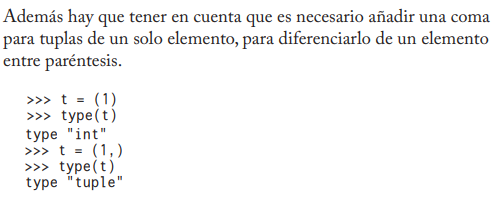 Además hay que tener en cuenta que es necesario añadir una coma
para tuplas de un solo elemento, para diferenciarlo de un elemento
entre paréntesis.
>>> t = (1)
>>> type(t)
type "int"
>>> t = (1,)
>>> type(t)
type "tuple"